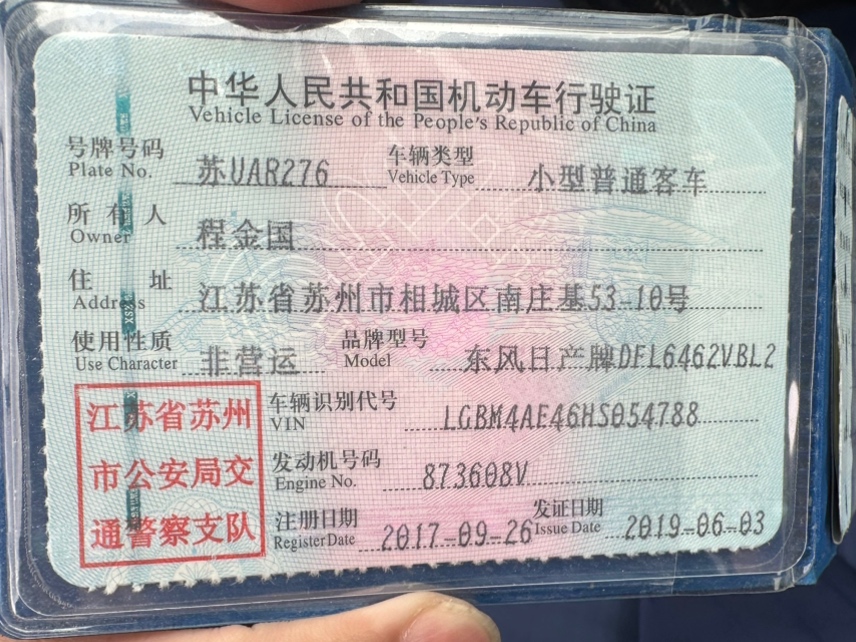 中华人民共和国机动车行驶证
Vehicle License of the People's Republic of China
号牌号码 苏UAR276 车辆类型 小型普通客车
Plate No. Vehicle Type
所有人 程金国
Owner
住址 江苏省苏州市相城区南庄基53-10号
Address
使用性质 非营运 品牌型号 东风日产牌DFL6462VBL2
Use Character Model
江苏省苏州
市公安局交
通警察支队
车辆识别代号 LGBM4AE46HS054788
VIN
发动机号码 873608V
Engine No.
注册日期 2017-09-26 发证日期 2019-06-03
Register Date Issue Date